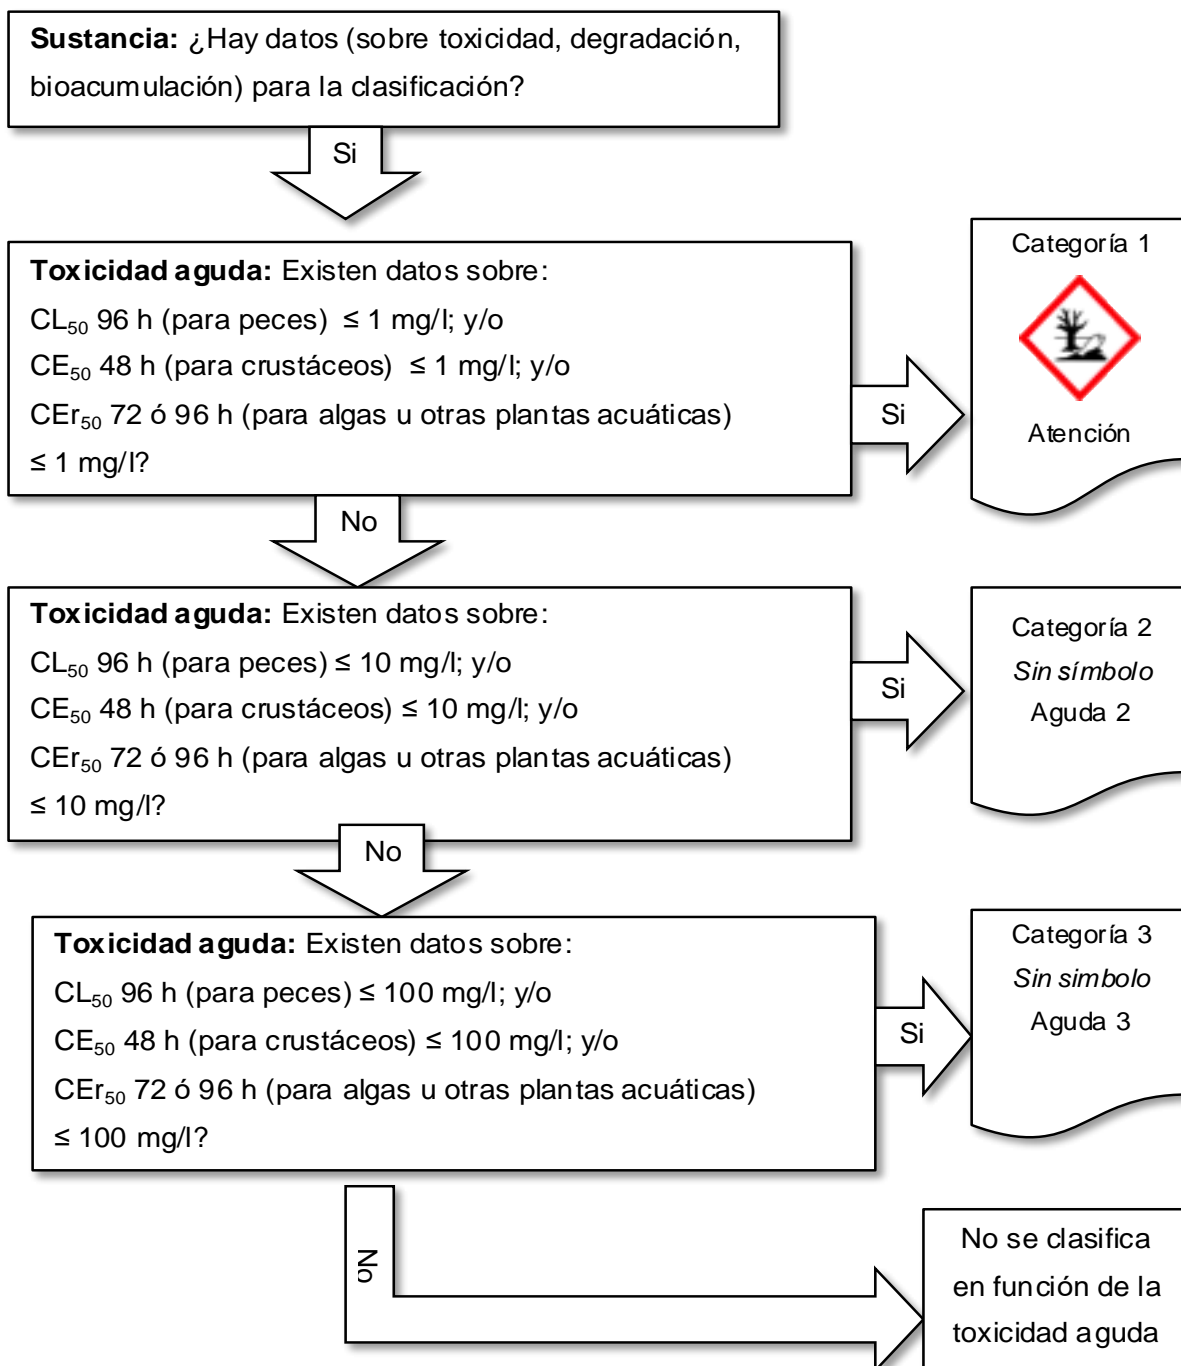 Sustancia: ¿Hay datos (sobre toxicidad, degradación,
bioacumulación) para la clasificación?
Si
Toxicidad aguda: Existen datos sobre:
CL50 96 h (para peces) ≤ 1 mg/l; y/o
CE50 48 h (para crustáceos) ≤ 1 mg/l; y/o
CEr50 72 ó 96 h (para algas u otras plantas acuáticas)
≤ 1 mg/l?
Si
Categoría 1
Atención
No
Toxicidad aguda: Existen datos sobre:
CL50 96 h (para peces) ≤ 10 mg/l; y/o
CE50 48 h (para crustáceos) ≤ 10 mg/l; y/o
CEr50 72 ó 96 h (para algas u otras plantas acuáticas)
≤ 10 mg/l?
Si
Categoría 2
Sin símbolo
Aguda 2
No
Toxicidad aguda: Existen datos sobre:
CL50 96 h (para peces) ≤ 100 mg/l; y/o
CE50 48 h (para crustáceos) ≤ 100 mg/l; y/o
CEr50 72 ó 96 h (para algas u otras plantas acuáticas)
≤ 100 mg/l?
Si
Categoría 3
Sin simbolo
Aguda 3
No
No se clasifica
en función de la
toxicidad aguda